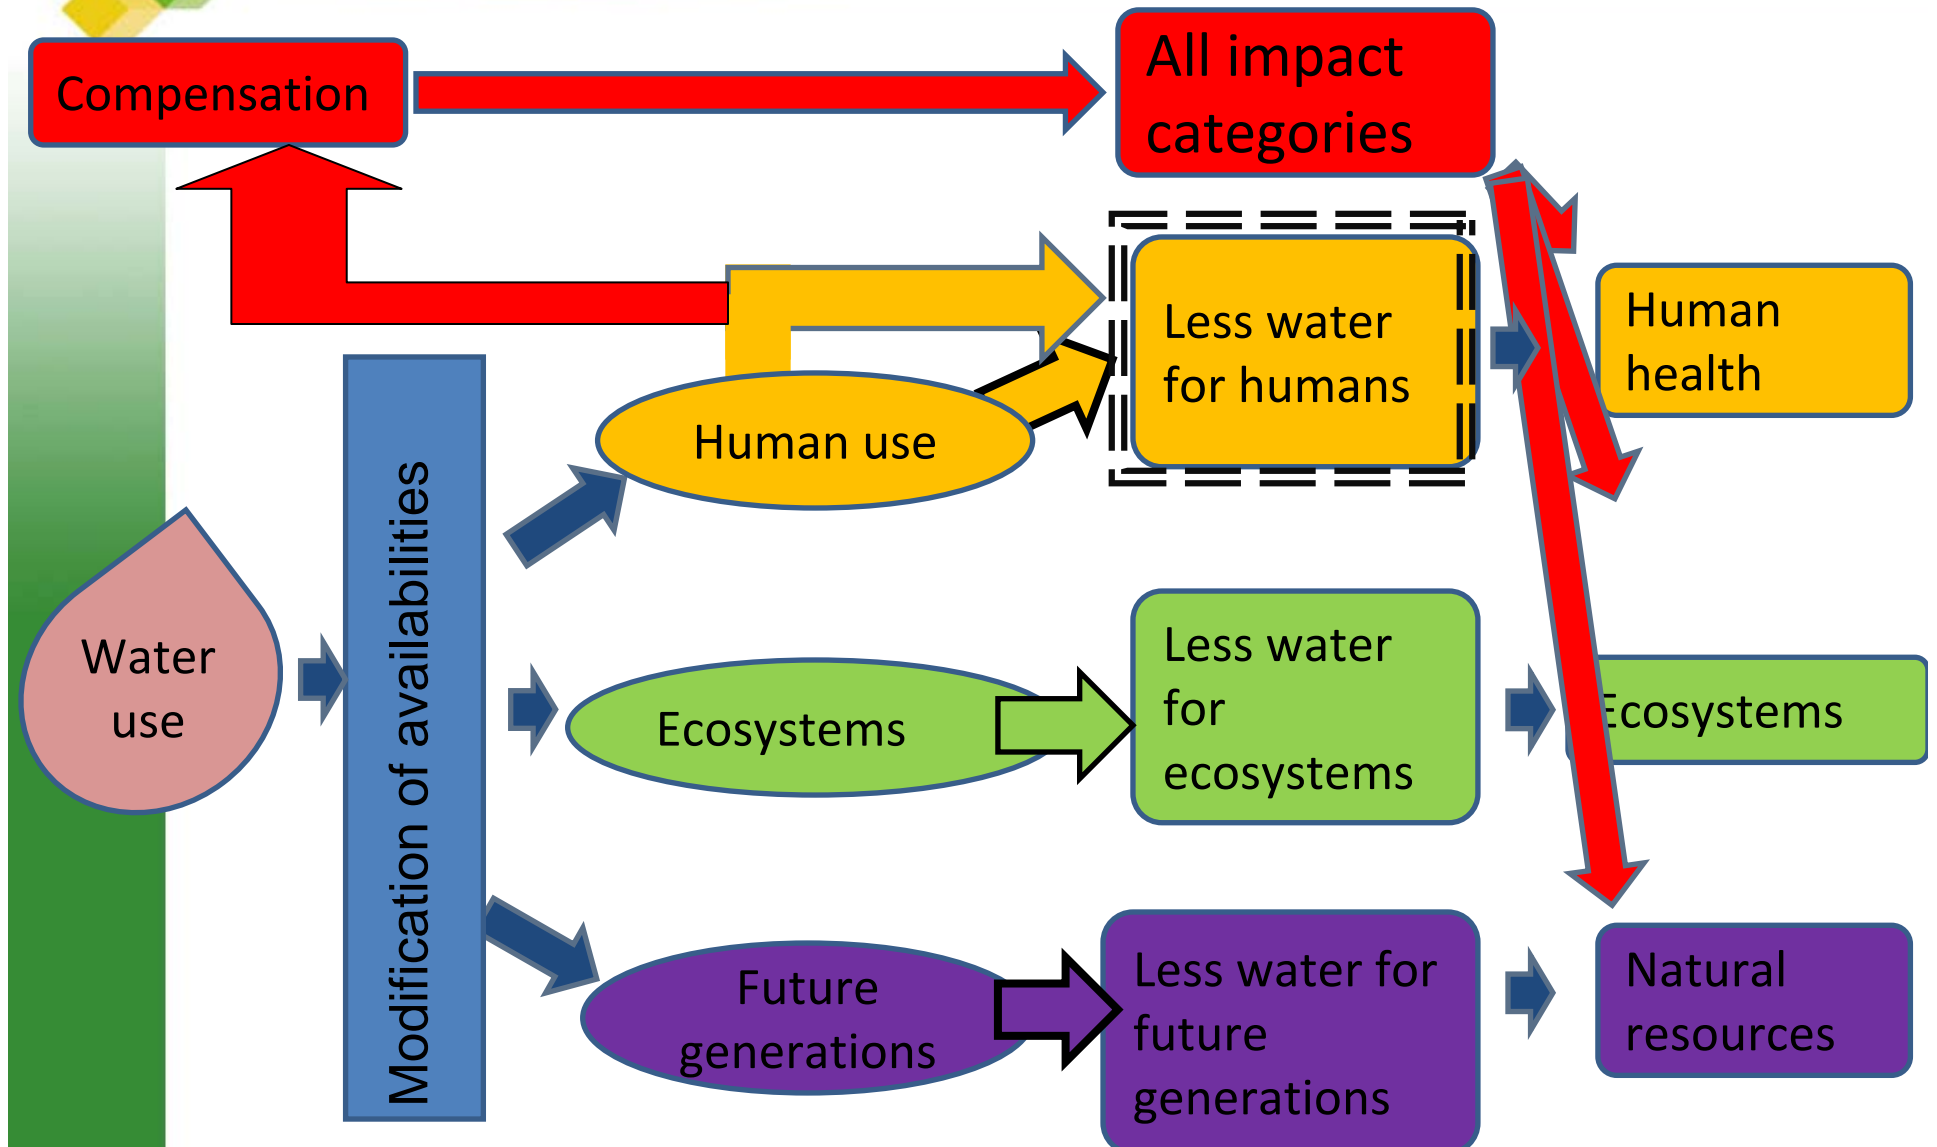 Compensation
All impact
categories
Less water
for humans
Human
health
Human use
Modification of availabilities
Water
use
Ecosystems
Less water
for
ecosystems
Ecosystems
Future
generations
Less water for
future
generations
Natural
resources